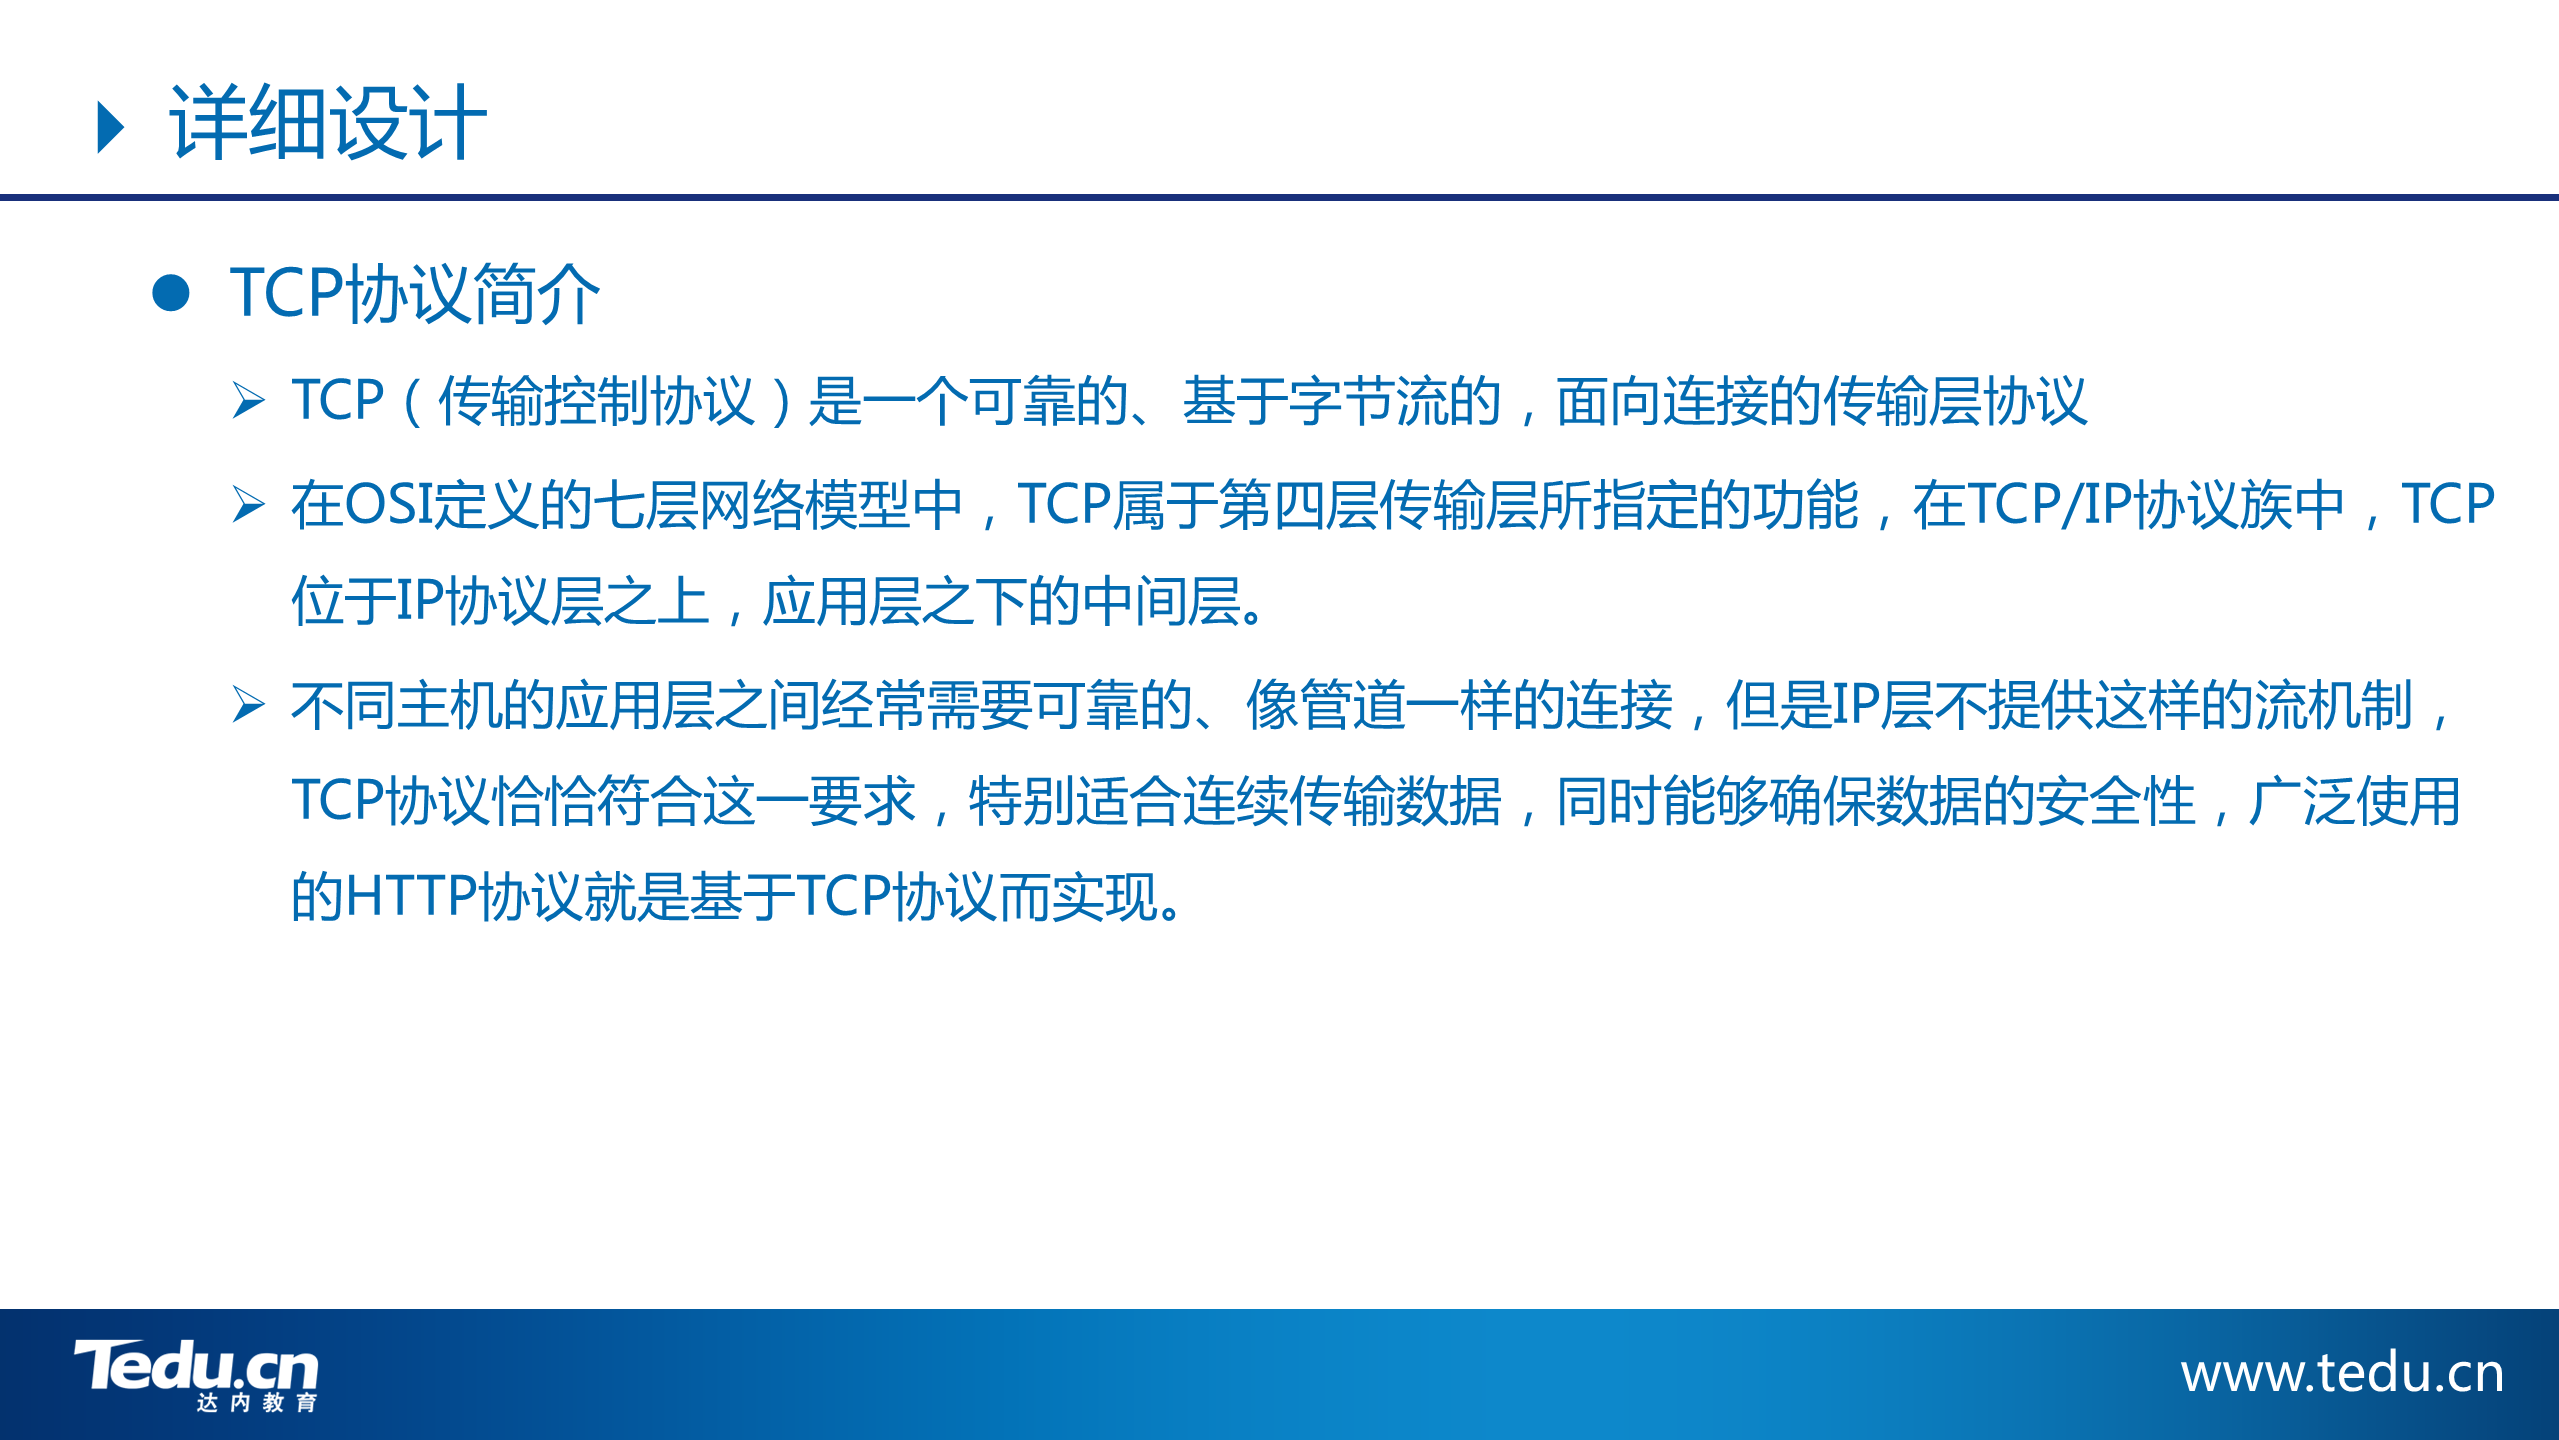 详细设计
TCP协议简介
TCP（传输控制协议）是一个可靠的、基于字节流的，面向连接的传输层协议
在OSI定义的七层网络模型中，TCP属于第四层传输层所指定的功能，在TCP/IP协议族中，TCP
位于IP协议层之上，应用层之下的中间层。
不同主机的应用层之间经常需要可靠的、像管道一样的连接，但是IP层不提供这样的流机制，
TCP协议恰恰符合这一要求，特别适合连续传输数据，同时能够确保数据的安全性，广泛使用
的HTTP协议就是基于TCP协议而实现。
Tedu.cn
达内教育
www.tedu.cn